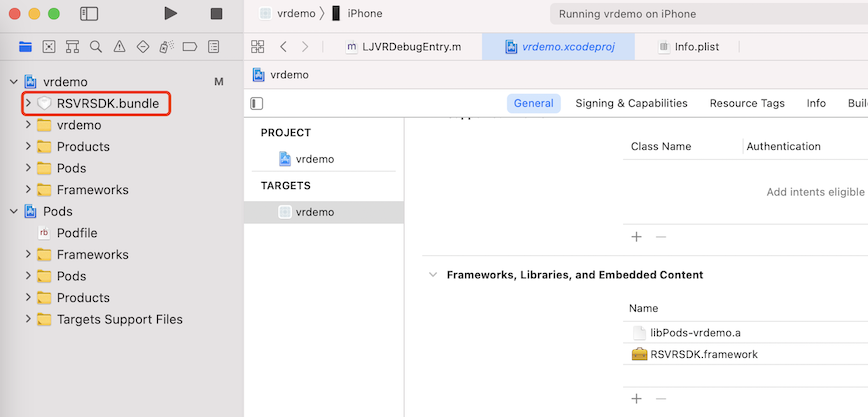 vrdemo 〉 iPhone
Running vrdemo on iPhone
m LJVRDebugEntry.m
vrdemo.xcodeproj
Info.plist
vrdemo M
RSVRSDK.bundle
vrdemo
Products
Pods
Frameworks
Pods
rb Podfile
Frameworks
Pods
Products
Targets Support Files
vrdemo
General Signing & Capabilities Resource Tags Info Buil
PROJECT
vrdemo
TARGETS
vrdemo
Class Name Authentication
Add intents eligible
Frameworks, Libraries, and Embedded Content
Name
libPods-vrdemo.a
RSVRSDK.framework